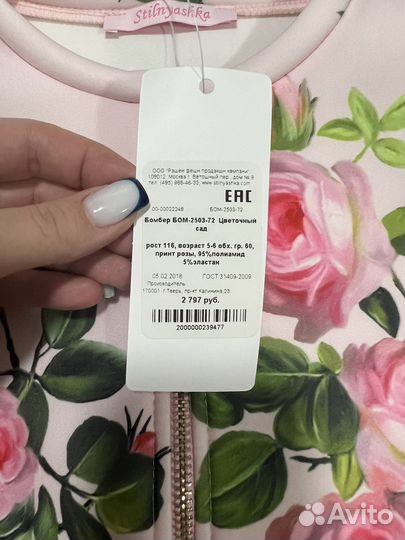 Stilnyashka
ООО "Рашен фешн продакшн кампани"
109012, Москва г, Ветошный пер., дом № 9
тел. (495) 988-46-33, www.stilnyashka.com
EAC
00-00022248 БОМ-2503-72
Бомбер БОМ-2503-72 Цветочный
сад
рост 116, возраст 5-6 обх. гр. 60,
принт розы, 95%полиамид
5%эластан
05.02.2018 ГОСТ 31409-2009
Производитель
170001, г.Тверь, пр-кт Калинина,23
2 797 руб.
2000000239477
Avito